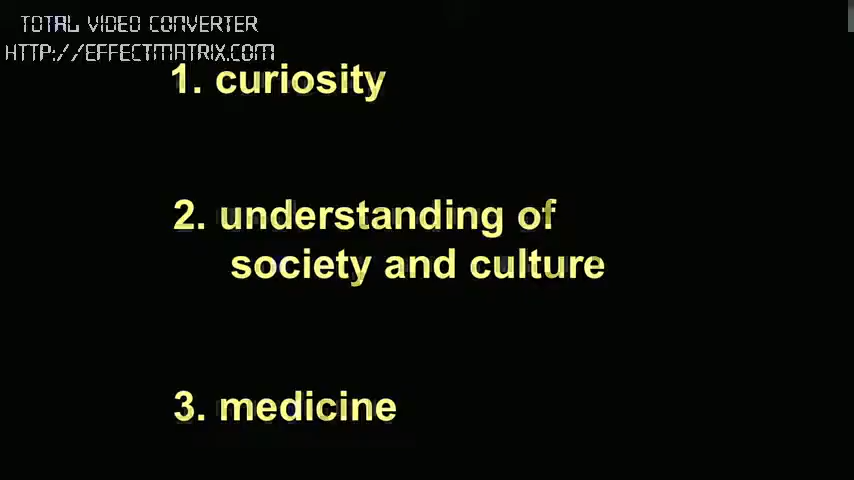 TOTAL VIDEO CONVERTER
HTTP://EFFECTMATRIX.COM
1. curiosity
2. understanding of
society and culture
3. medicine